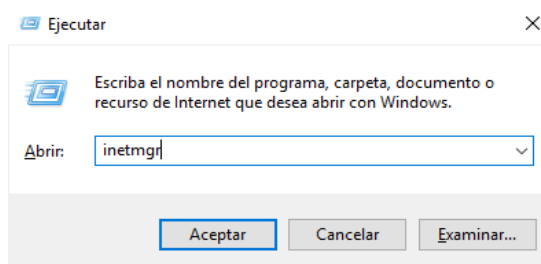 Ejecutar
Escriba el nombre del programa, carpeta, documento o
recurso de Internet que desea abrir con Windows.
Abrir: inetmgr
Aceptar Cancelar Examinar...